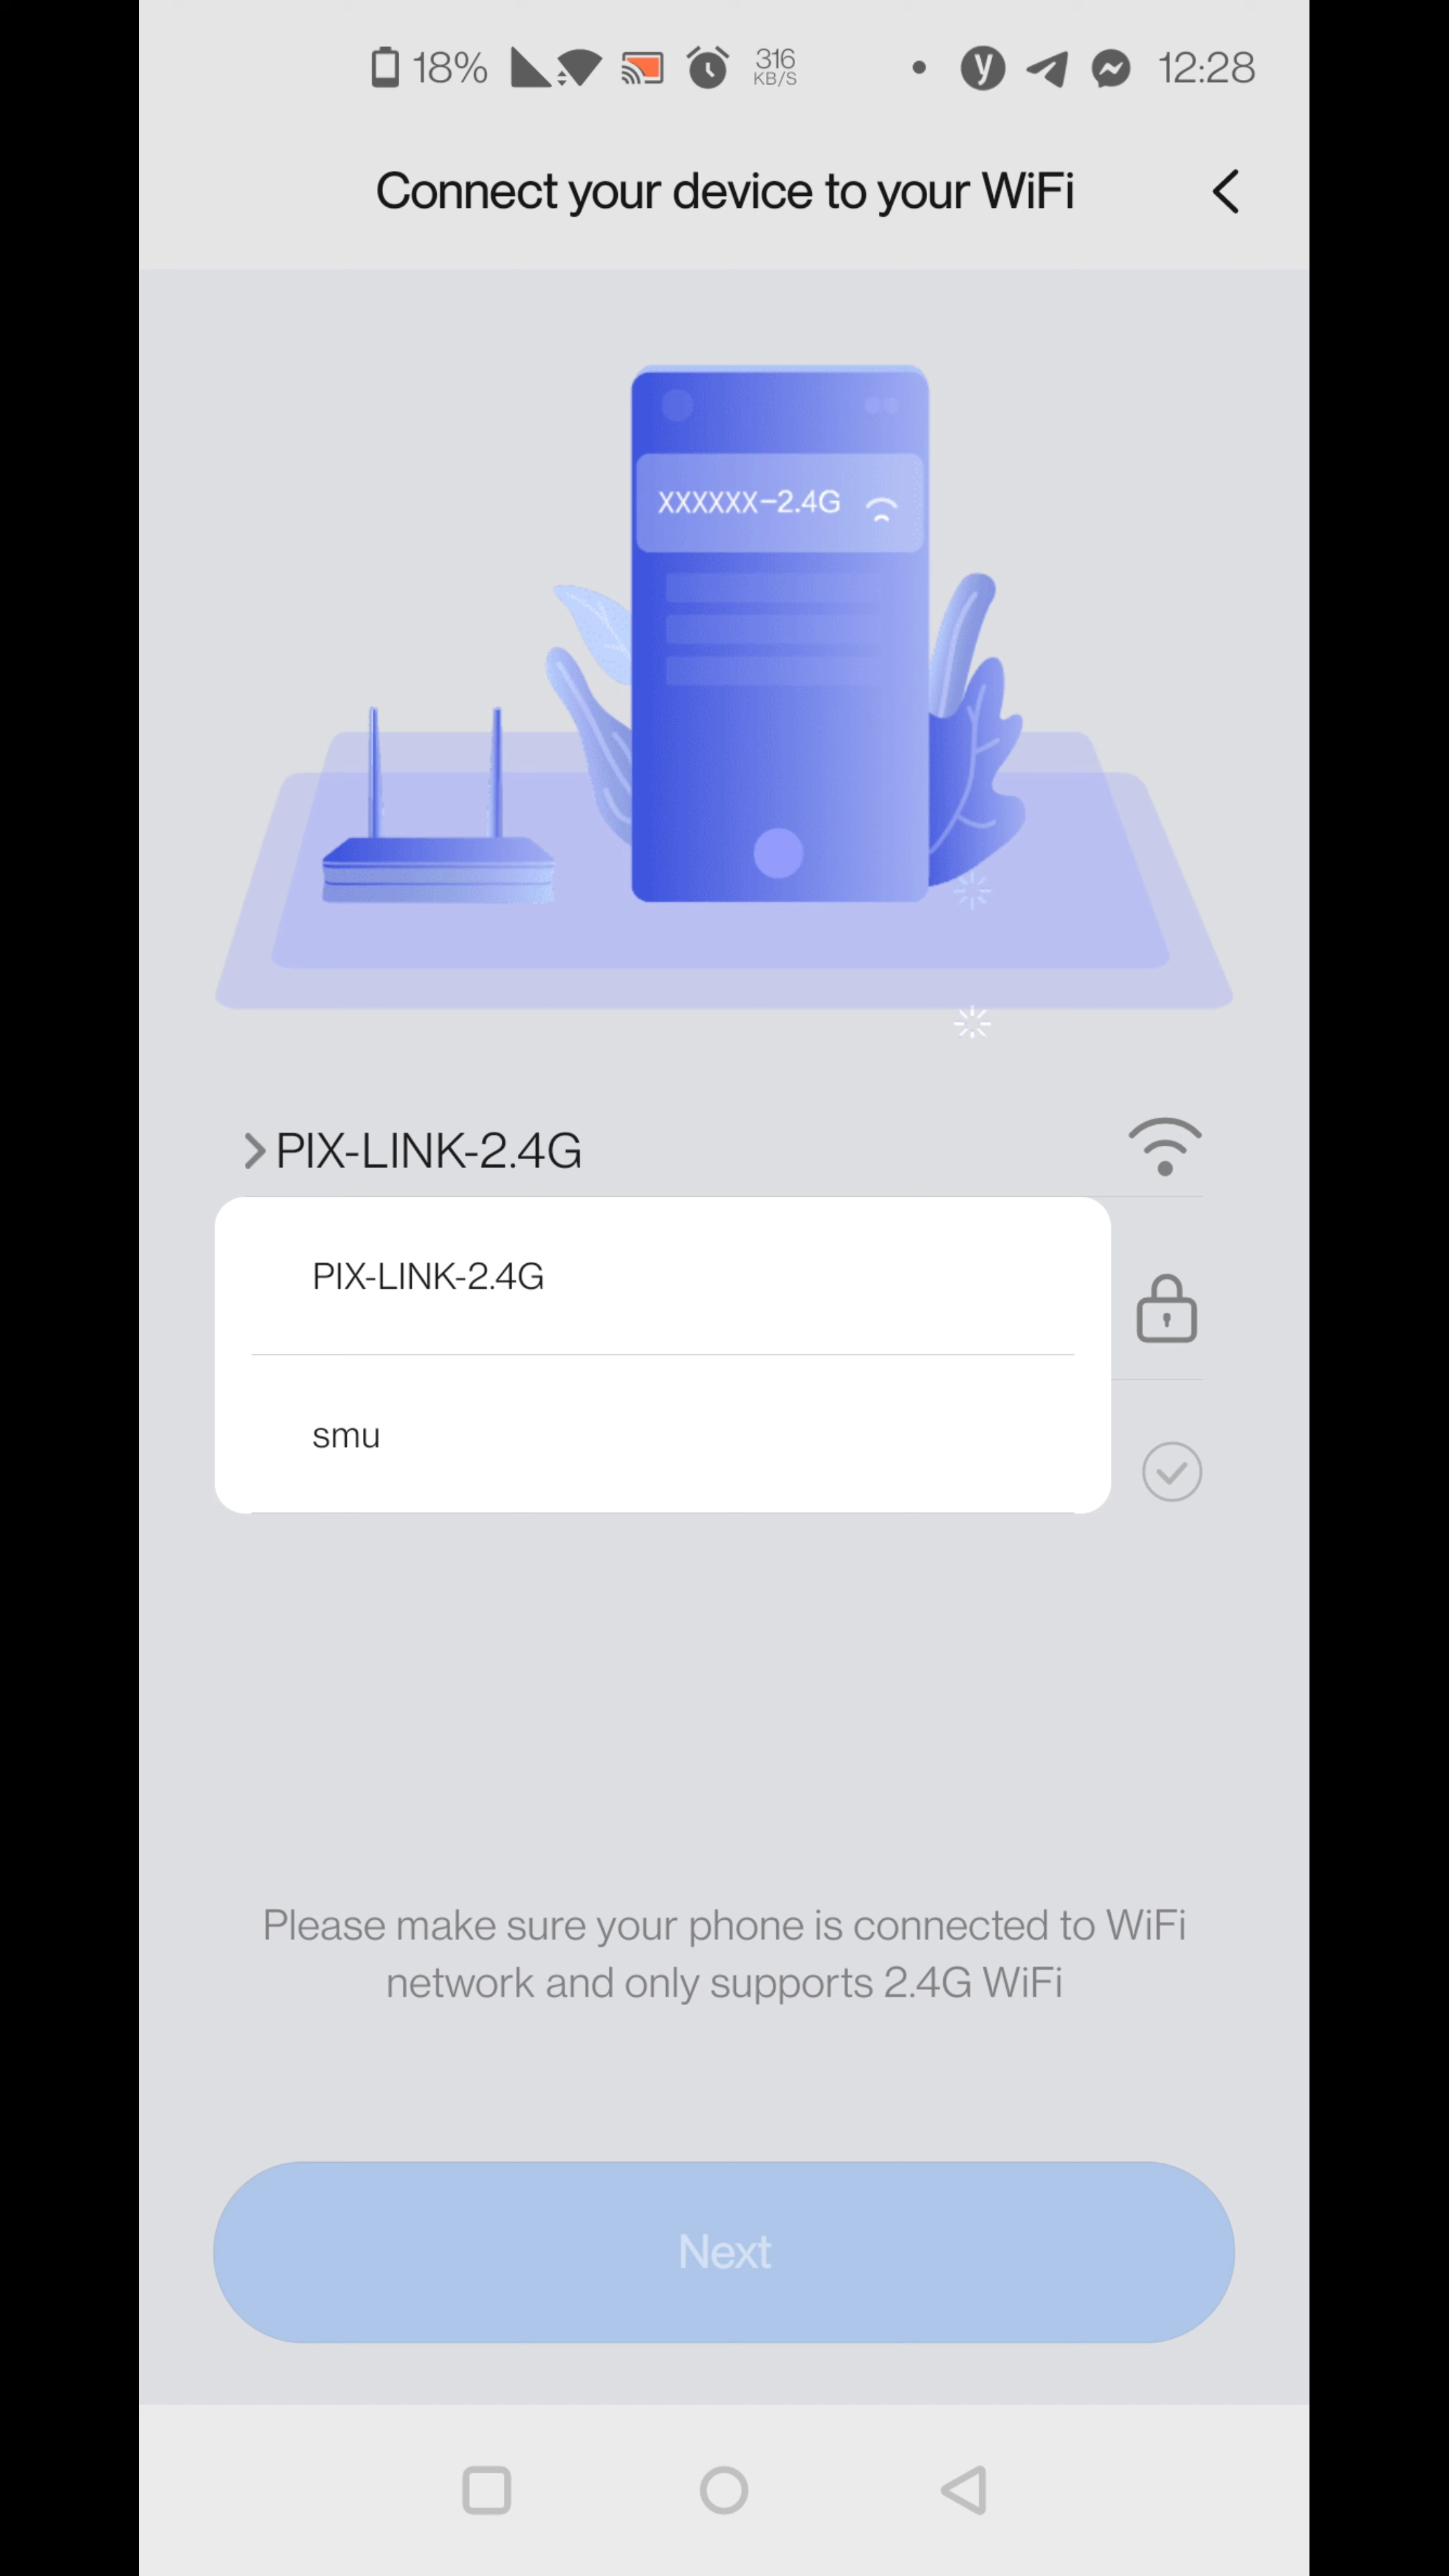 18% 316 KB/S y 12:28
Connect your device to your WiFi
XXXXXX-2.4G
PIX-LINK-2.4G
PIX-LINK-2.4G
smu
Please make sure your phone is connected to WiFi
network and only supports 2.4G WiFi
Next